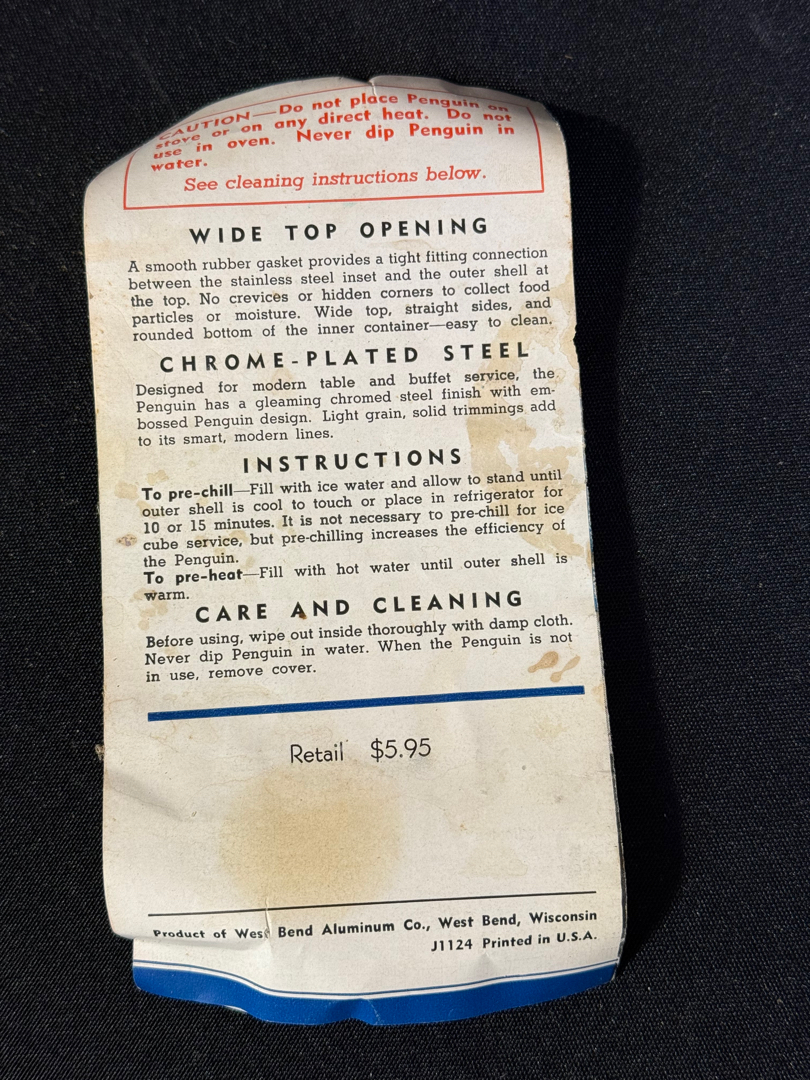 CAUTION—Do not place Penguin on
stove or on any direct heat. Do not
use in oven. Never dip Penguin in
water.
See cleaning instructions below.
WIDE TOP OPENING
A smooth rubber gasket provides a tight fitting connection
between the stainless steel inset and the outer shell at
the top. No crevices or hidden corners to collect food
particles or moisture. Wide top, straight sides, and
rounded bottom of the inner container—easy to clean.
CHROME-PLATED STEEL
Designed for modern table and buffet service, the
Penguin has a gleaming chromed steel finish with em-
bossed Penguin design. Light grain, solid trimmings add
to its smart, modern lines.
INSTRUCTIONS
To pre-chill—Fill with ice water and allow to stand until
outer shell is cool to touch or place in refrigerator for
10 or 15 minutes. It is not necessary to pre-chill for ice
cube service, but pre-chilling increases the efficiency of
the Penguin.
To pre-heat—Fill with hot water until outer shell is
warm.
CARE AND CLEANING
Before using, wipe out inside thoroughly with damp cloth.
Never dip Penguin in water. When the Penguin is not
in use, remove cover.
Retail $5.95
Product of West Bend Aluminum Co., West Bend, Wisconsin
J1124 Printed in U.S.A.